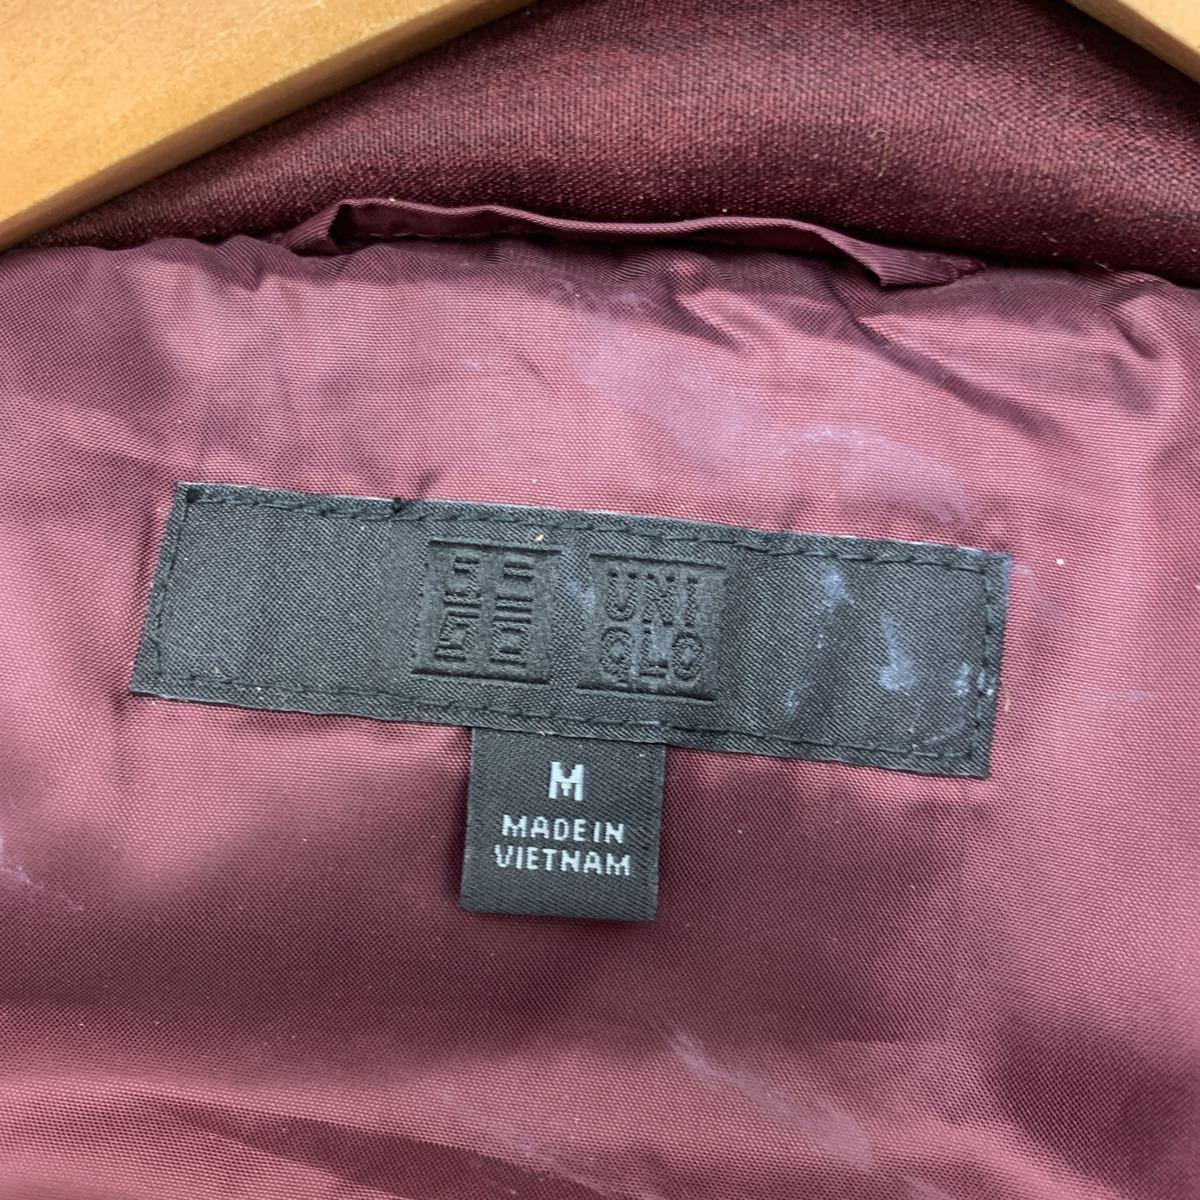 ユニ UNI
クロ QLO
M
MADE IN
VIETNAM